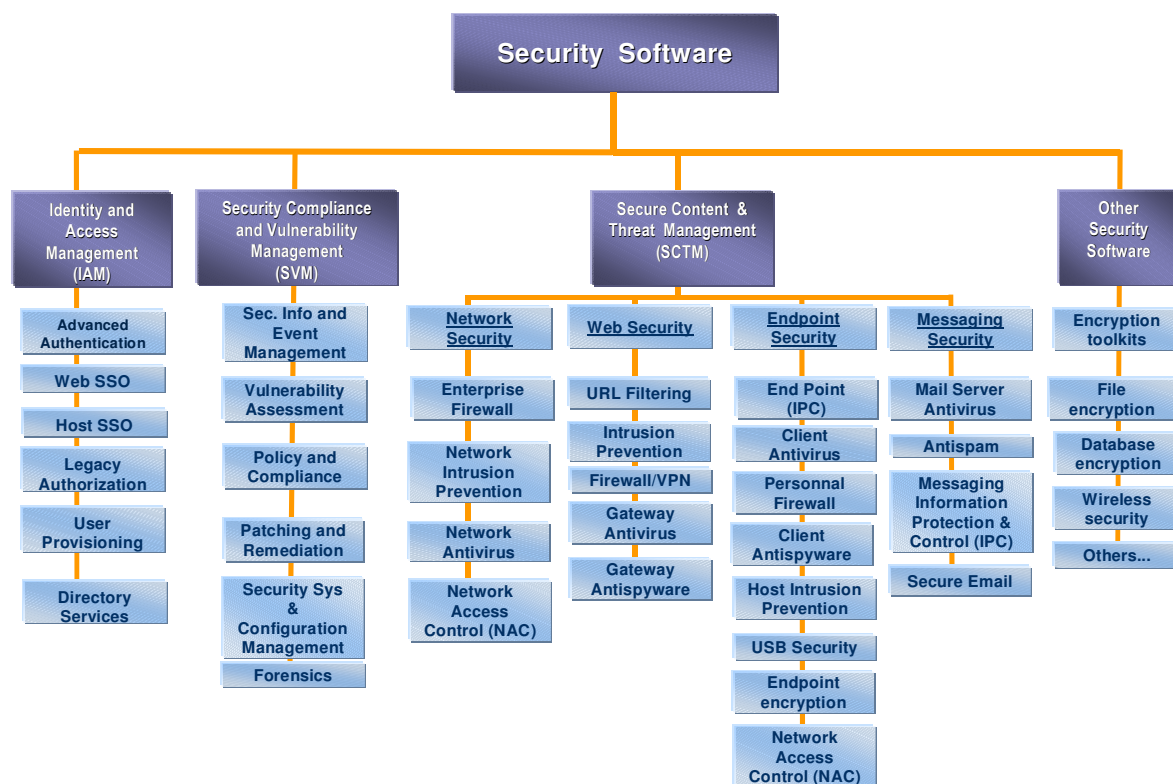 Security Software
Identity and
Access
Management
(IAM)
Advanced
Authentication
Web SSO
Host SSO
Legacy
Authorization
User
Provisioning
Directory
Services
Security Compliance
and Vulnerability
Management
(SVM)
Sec. Info and
Event
Management
Vulnerability
Assessment
Policy and
Compliance
Patching and
Remediation
Security Sys
&
Configuration
Management
Forensics
Secure Content &
Threat Management
(SCTM)
Network
Security
Enterprise
Firewall
Network
Intrusion
Prevention
Network
Antivirus
Network
Access
Control (NAC)
Web Security
URL Filtering
Intrusion
Prevention
Firewall/VPN
Gateway
Antivirus
Gateway
Antispyware
Endpoint
Security
End Point
(IPC)
Client
Antivirus
Personnal
Firewall
Client
Antispyware
Host Intrusion
Prevention
USB Security
Endpoint
encryption
Network
Access
Control (NAC)
Messaging
Security
Mail Server
Antivirus
Antispam
Messaging
Information
Protection &
Control (IPC)
Secure Email
Other
Security
Software
Encryption
toolkits
File
encryption
Database
encryption
Wireless
security
Others...